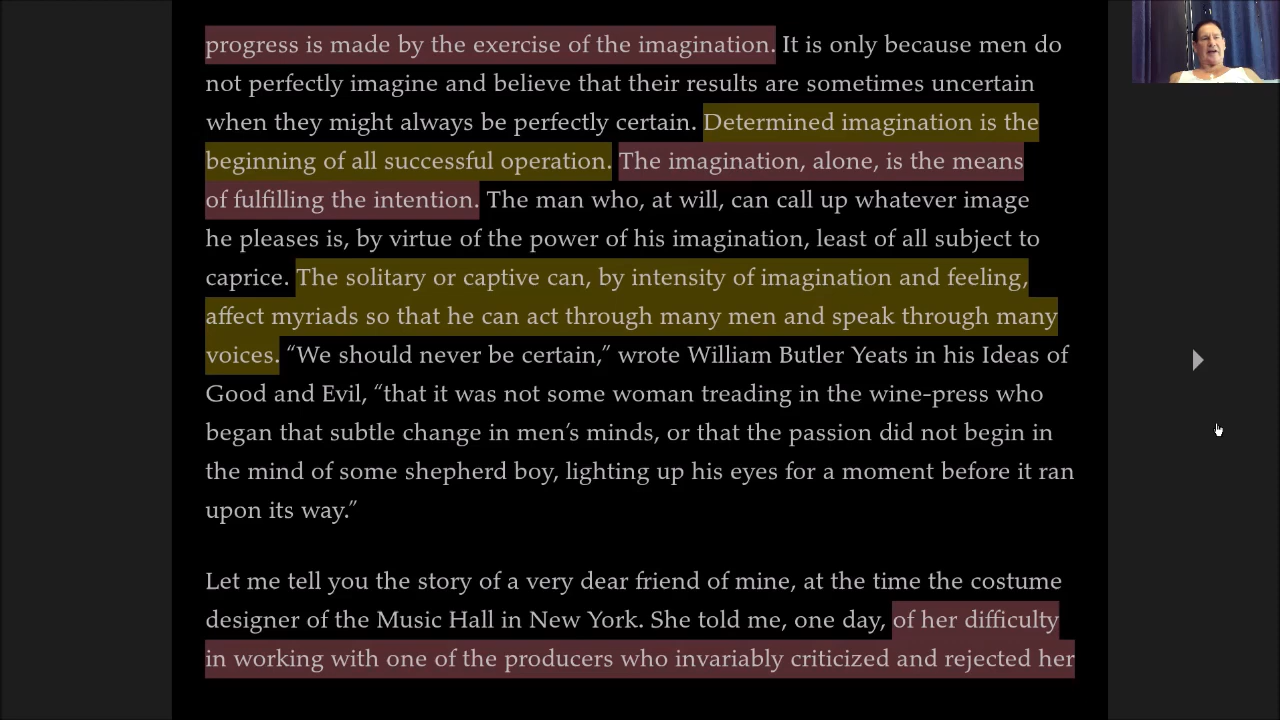 progress is made by the exercise of the imagination. It is only because men do
not perfectly imagine and believe that their results are sometimes uncertain
when they might always be perfectly certain. Determined imagination is the
beginning of all successful operation. The imagination, alone, is the means
of fulfilling the intention. The man who, at will, can call up whatever image
he pleases is, by virtue of the power of his imagination, least of all subject to
caprice. The solitary or captive can, by intensity of imagination and feeling,
affect myriads so that he can act through many men and speak through many
voices. “We should never be certain,” wrote William Butler Yeats in his Ideas of
Good and Evil, “that it was not some woman treading in the wine-press who
began that subtle change in men’s minds, or that the passion did not begin in
the mind of some shepherd boy, lighting up his eyes for a moment before it ran
upon its way.”
Let me tell you the story of a very dear friend of mine, at the time the costume
designer of the Music Hall in New York. She told me, one day, of her difficulty
in working with one of the producers who invariably criticized and rejected her